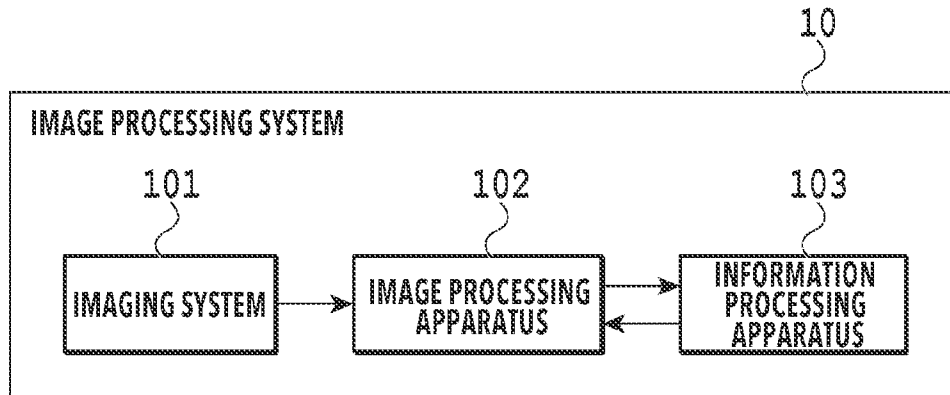 10
IMAGE PROCESSING SYSTEM
101
102
103
IMAGING SYSTEM
IMAGE PROCESSING
APPARATUS
INFORMATION
PROCESSING
APPARATUS